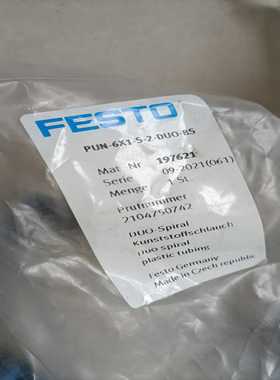 FESTO
PUN-6X1-S-2-DUO-BS
Mat. Nr. 197621
Serie 09-2021(061)
Menge 1 St.
Prüfnummer
2104750742
DUO-Spiral
Kunststoffschlauch
Duo spiral
plastic tubing
Festo Germany
Made in Czech republic